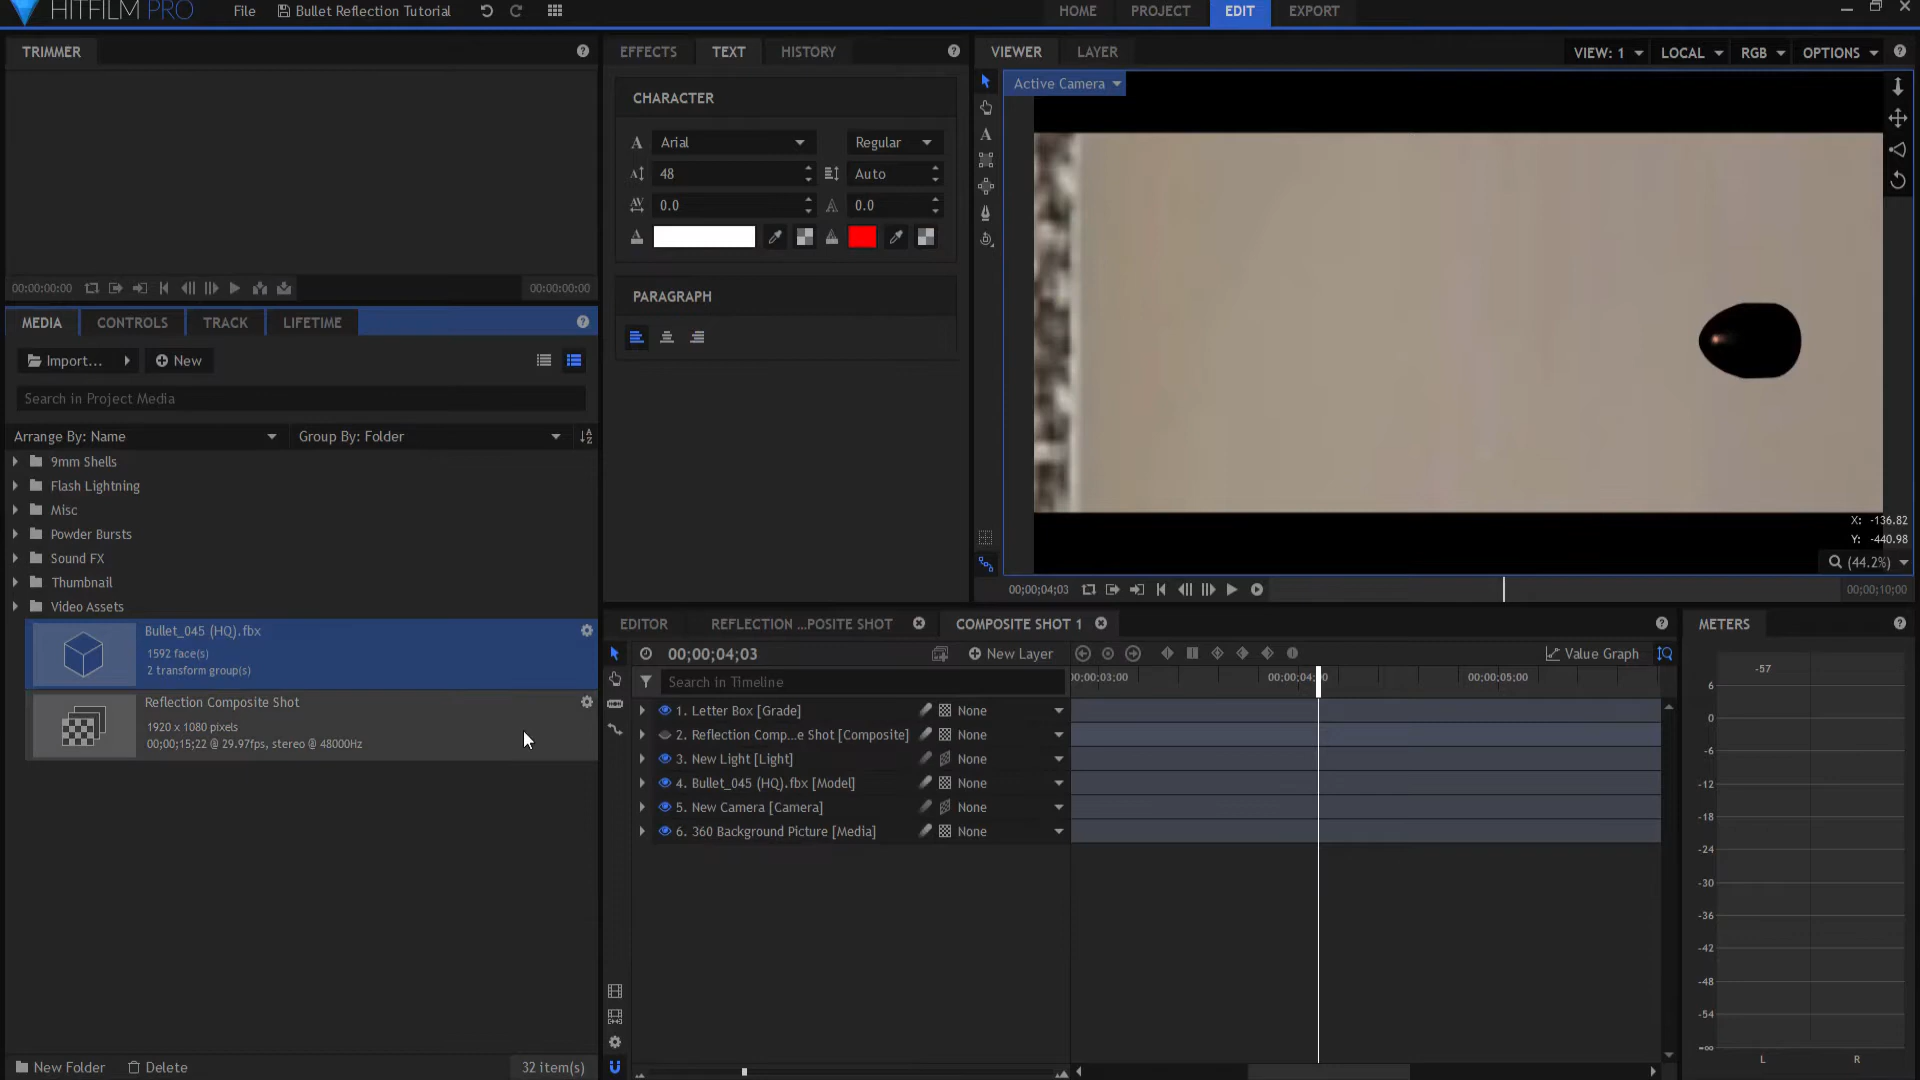 HITFILM PRO
File
Bullet Reflection Tutorial
HOME
PROJECT
EDIT
EXPORT
TRIMMER
00:00:00:00
00:00:00:00
EFFECTS
TEXT
HISTORY
CHARACTER
Arial
Regular
48
Auto
0.0
0.0
PARAGRAPH
VIEWER
LAYER
VIEW: 1
LOCAL
RGB
OPTIONS
Active Camera
X: -136.82
Y: -440.98
(44.2%)
00;00;04;03
00;00;10;00
MEDIA
CONTROLS
TRACK
LIFETIME
Import...
New
Search in Project Media
Arrange By: Name
Group By: Folder
9mm Shells
Flash Lightning
Misc
Powder Bursts
Sound FX
Thumbnail
Video Assets
Bullet_045 (HQ).fbx
1592 face(s)
2 transform group(s)
Reflection Composite Shot
1920 x 1080 pixels
00;00;15;22 @ 29.97fps, stereo @ 48000Hz
New Folder
Delete
32 item(s)
EDITOR
REFLECTION ...POSITE SHOT
COMPOSITE SHOT 1
00;00;04;03
New Layer
Value Graph
Search in Timeline
00;00;05;00
1. Letter Box [Grade]
None
2. Reflection Comp...e Shot [Composite]
None
3. New Light [Light]
None
4. Bullet_045 (HQ).fbx [Model]
None
5. New Camera [Camera]
None
6. 360 Background Picture [Media]
None
METERS
-57
6
0
-6
-12
-18
-24
-30
-36
-42
-48
-54
-∞
L
R